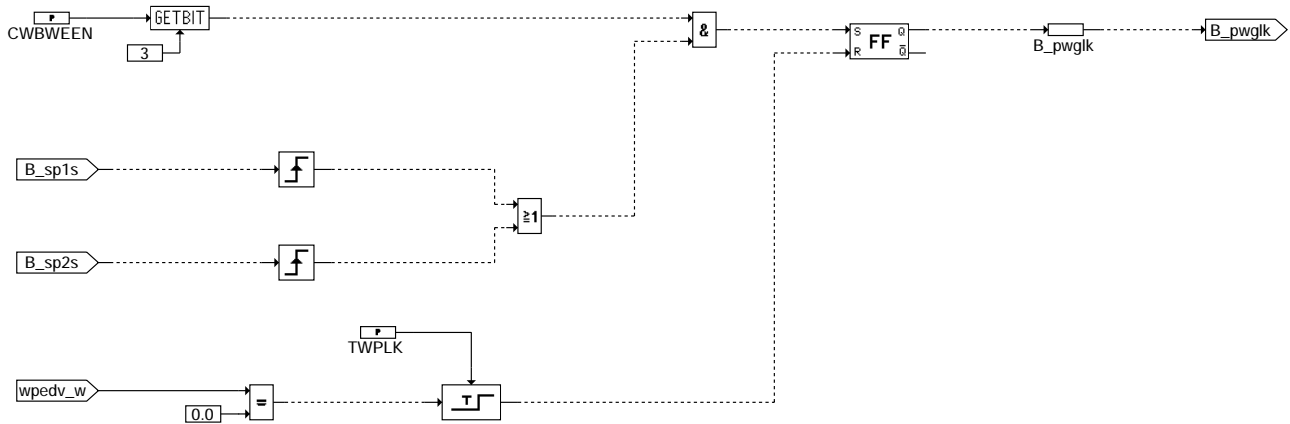 P
CWBWEEN
GETBIT
3
&
S Q
FF
R Q̅
B_pwglk
B_pwglk
B_sp1s
≧1
B_sp2s
P
TWPLK
wpedv_w
0.0
=
T